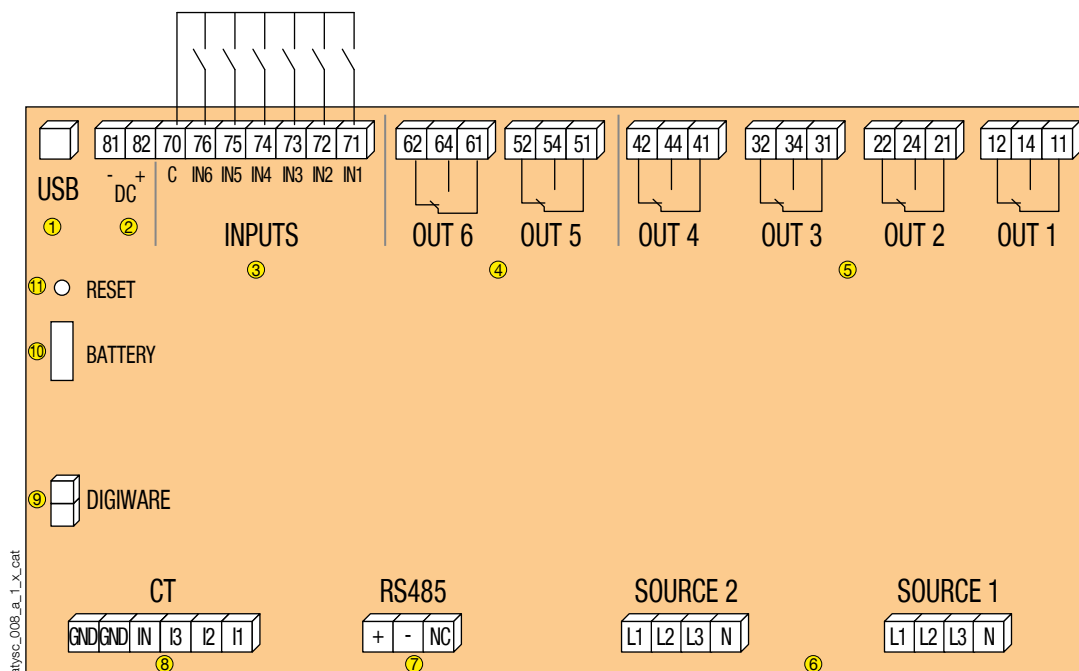 81 82 70 76 75 74 73 72 71 62 64 61 52 54 51 42 44 41 32 34 31 22 24 21 12 14 11
- + C IN6 IN5 IN4 IN3 IN2 IN1
USB DC
1 2 INPUTS OUT 6 OUT 5 OUT 4 OUT 3 OUT 2 OUT 1
3 4 5
11 RESET
10 BATTERY
9 DIGIWARE
CT RS485 SOURCE 2 SOURCE 1
GND GND IN I3 I2 I1 + - NC L1 L2 L3 N L1 L2 L3 N
8 7 6
atysc_008_a_1_x_cat